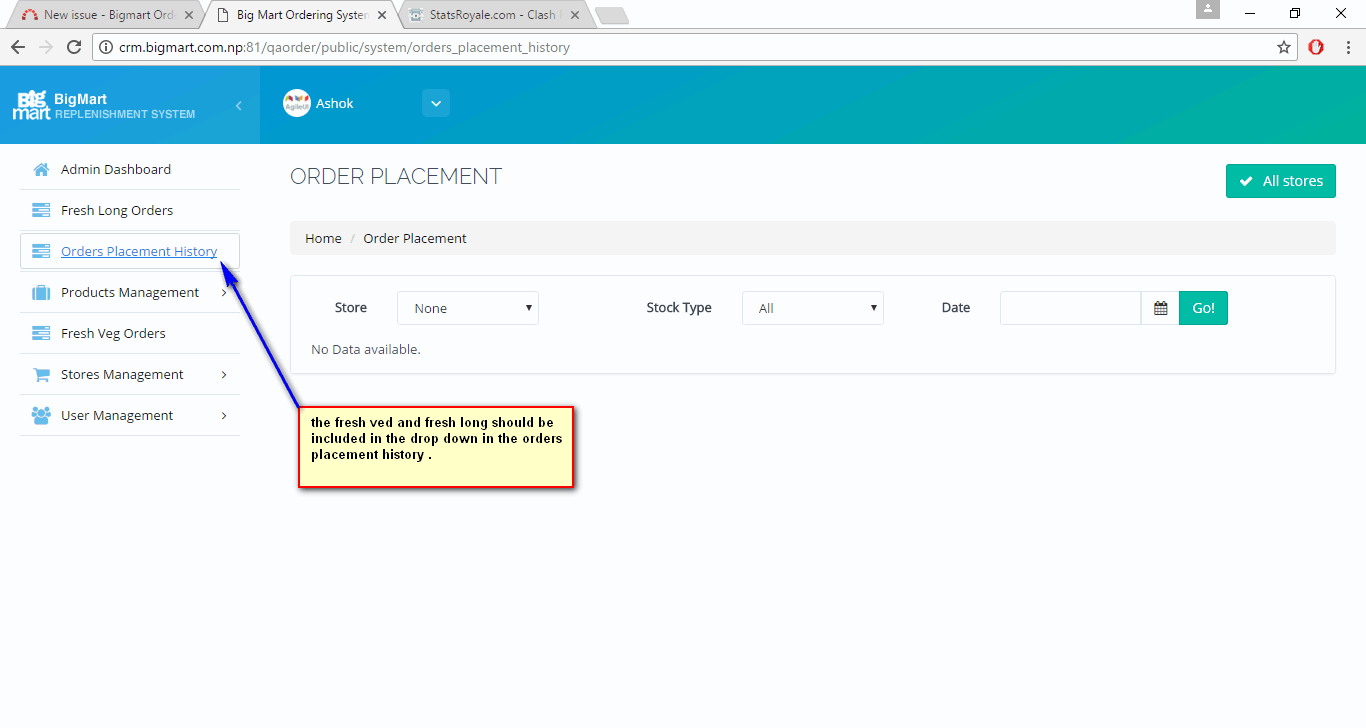 New issue - Bigmart Ord
Big Mart Ordering System
StatsRoyale.com - Clash
crm.bigmart.com.np:81/qaorder/public/system/orders_placement_history
BIG mart
BigMart
REPLENISHMENT SYSTEM
AgileUI
Ashok
Admin Dashboard
Fresh Long Orders
Orders Placement History
Products Management
Fresh Veg Orders
Stores Management
User Management
ORDER PLACEMENT
All stores
Home / Order Placement
Store None Stock Type All Date Go!
No Data available.
the fresh ved and fresh long should be
included in the drop down in the orders
placement history .